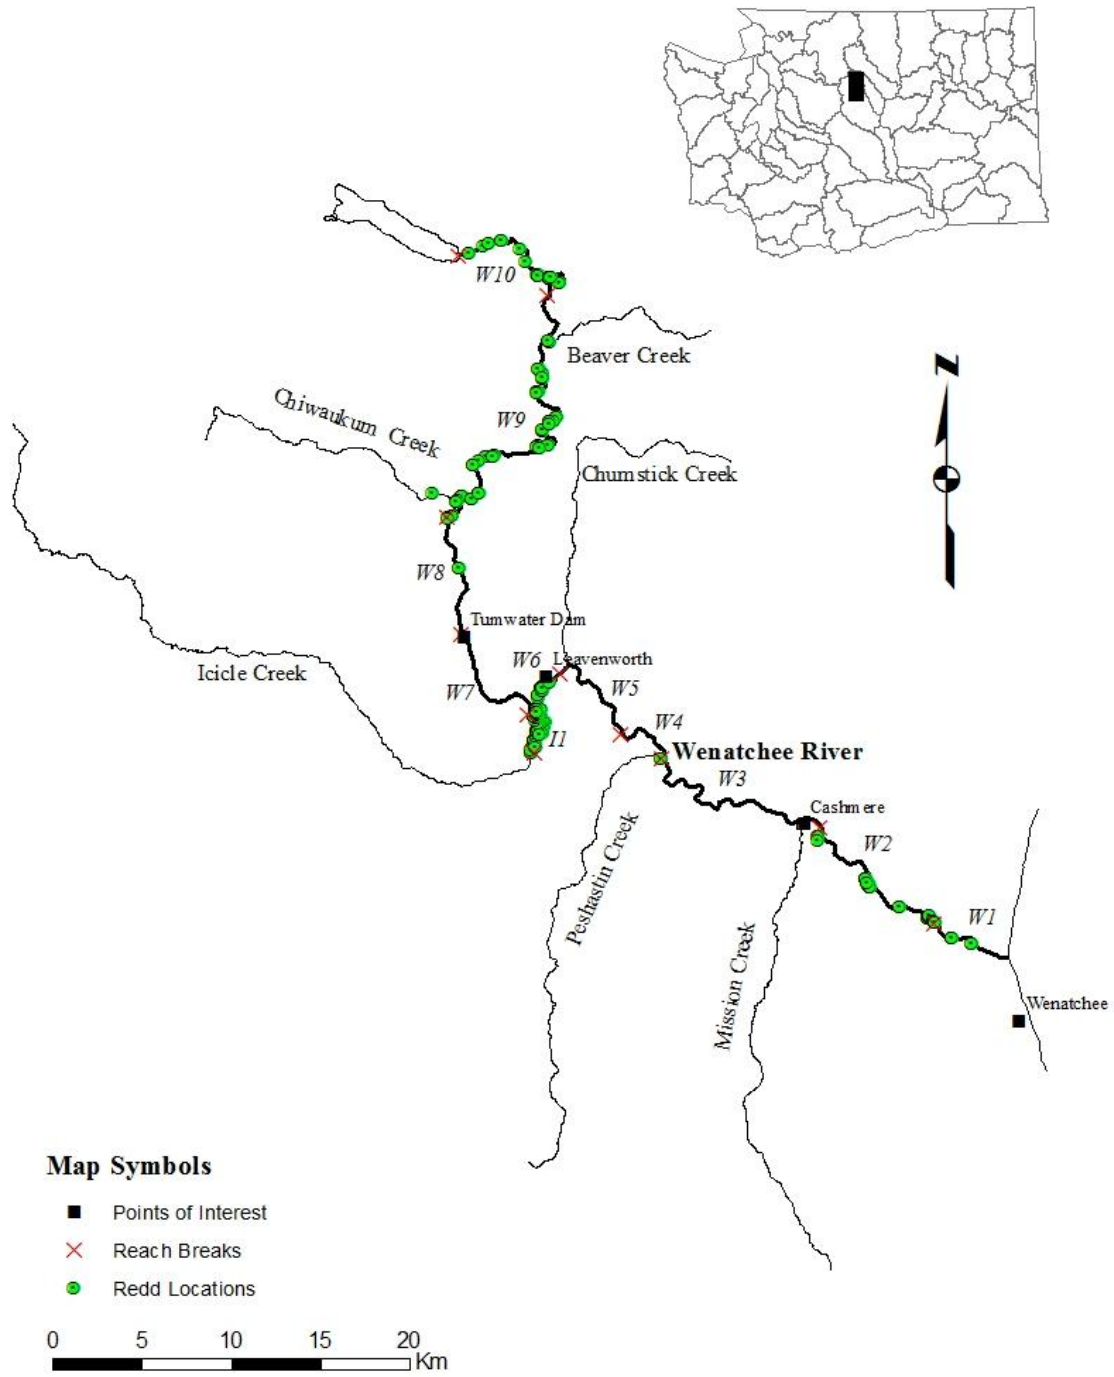 W10
Beaver Creek
Chiwaukum Creek
W9
Chumstick Creek
N
W8
Tumwater Dam
Icicle Creek
W6
Leavenworth
W7
W5
I1
W4
Wenatchee River
W3
Cashmere
W2
Peshastin Creek
W1
Mission Creek
Wenatchee
Map Symbols
Points of Interest
Reach Breaks
Redd Locations
0 5 10 15 20
Km